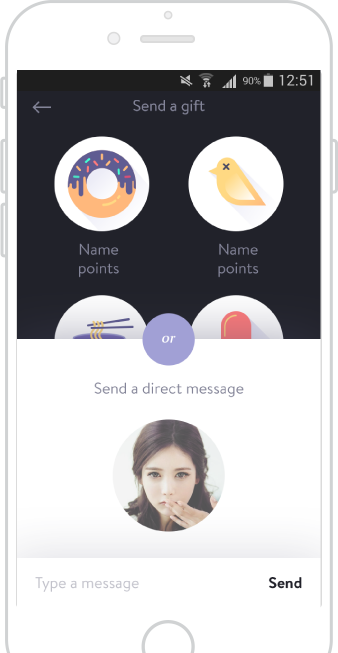 90% 12:51
Send a gift
Name
points
Name
points
or
Send a direct message
Type a message
Send